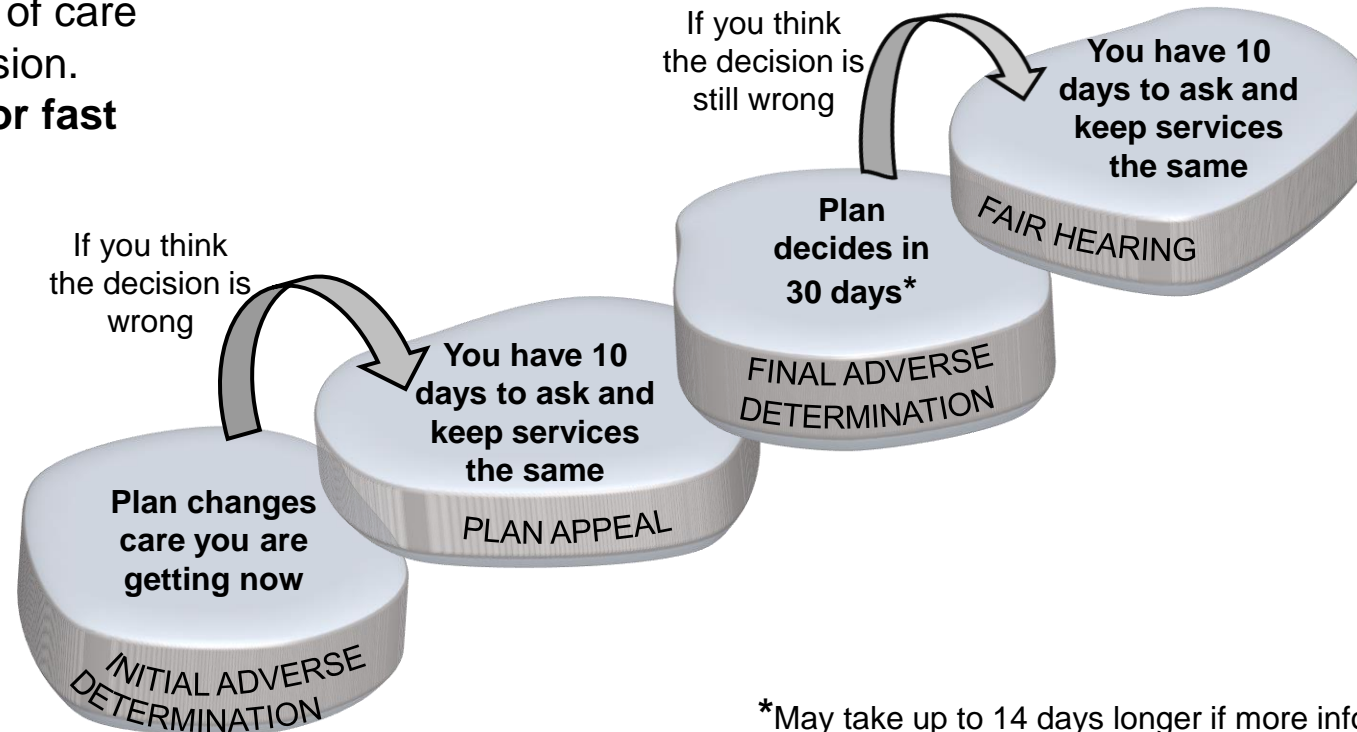 of care
sion.
or fast
If you think
the decision is
wrong
If you think
the decision is
still wrong
Plan changes
care you are
getting now
INITIAL ADVERSE
DETERMINATION
You have 10
days to ask and
keep services
the same
PLAN APPEAL
Plan
decides in
30 days*
FINAL ADVERSE
DETERMINATION
You have 10
days to ask and
keep services
the same
FAIR HEARING
*May take up to 14 days longer if more info